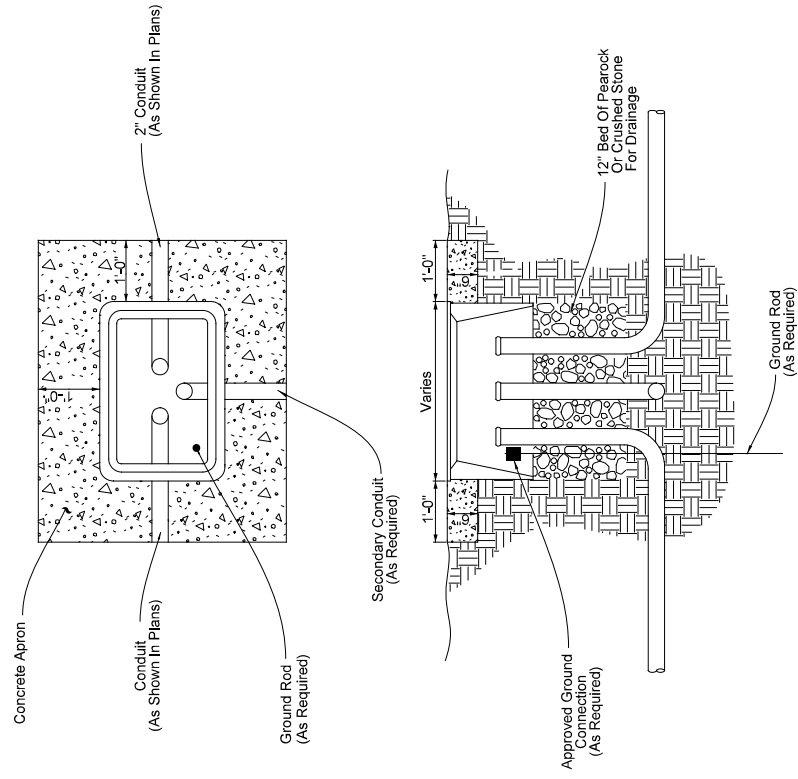 Concrete Apron
Conduit
(As Shown In Plans)
Ground Rod
(As Required)
Secondary Conduit
(As Required)
2" Conduit
(As Shown In Plans)
1'-0"
1'-0"
Approved Ground
Connection
(As Required)
1'-0"
Varies
1'-0"
6"
6"
12" Bed Of Pearock
Or Crushed Stone
For Drainage
Ground Rod
(As Required)